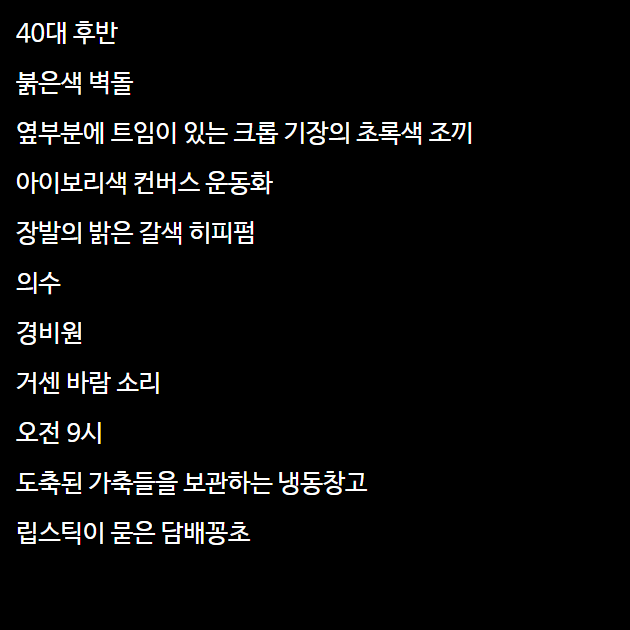 40대 후반
붉은색 벽돌
옆부분에 트임이 있는 크롭 기장의 초록색 조끼
아이보리색 컨버스 운동화
장발의 밝은 갈색 히피펌
의수
경비원
거센 바람 소리
오전 9시
도축된 가축들을 보관하는 냉동창고
립스틱이 묻은 담배꽁초